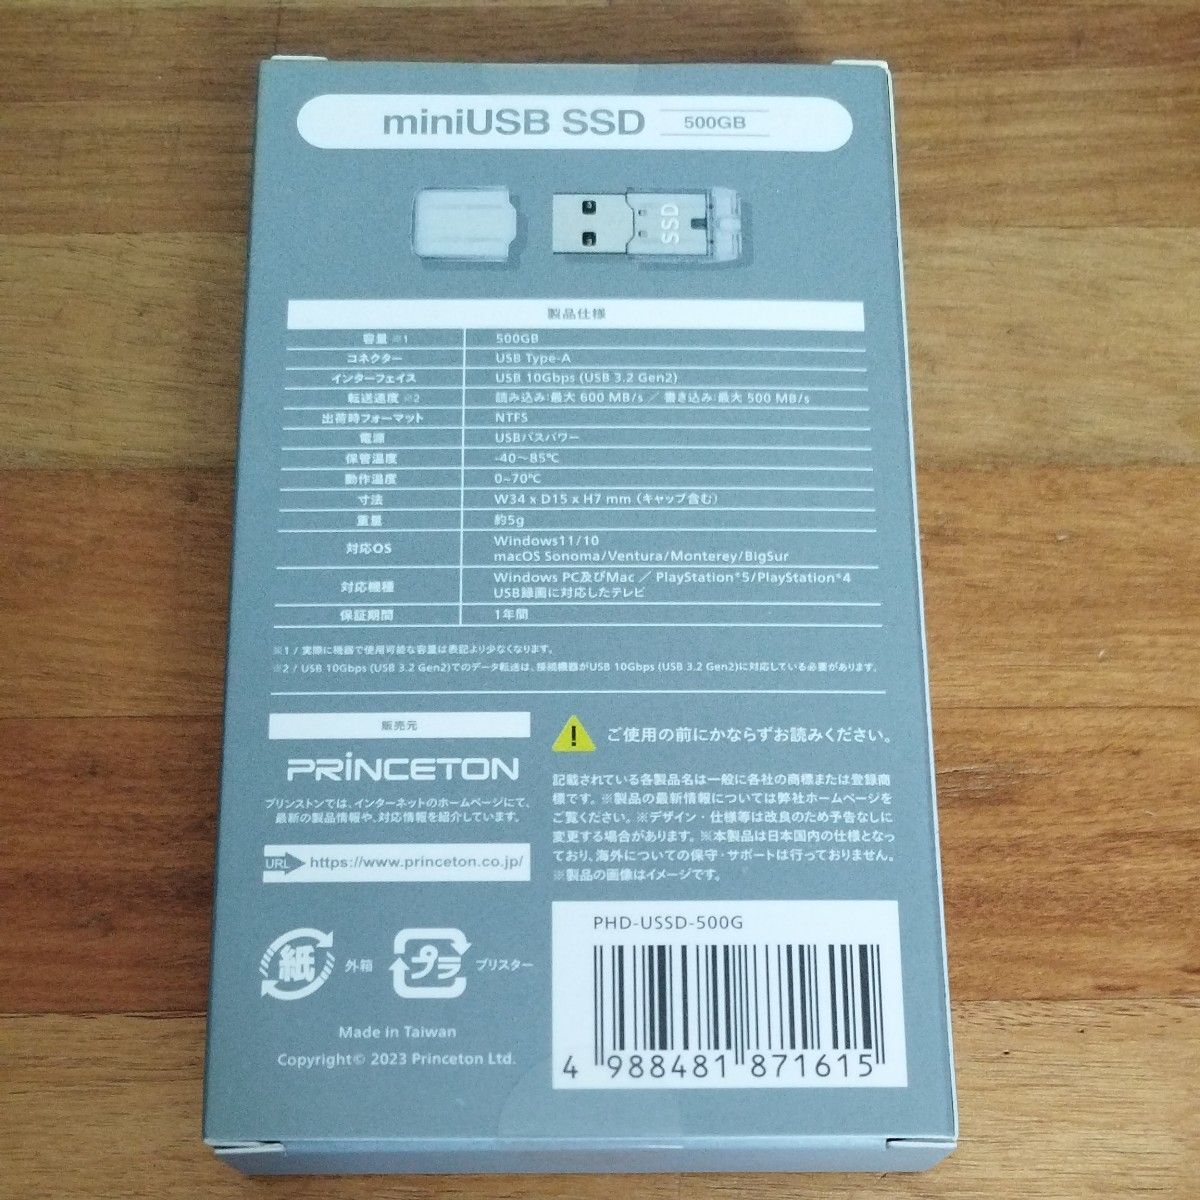 miniUSB SSD 500GB
SSD
製品仕様
容量 ※1 500GB
コネクター USB Type-A
インターフェイス USB 10Gbps (USB 3.2 Gen2)
転送速度 ※2 読み込み:最大 600 MB/s ／ 書き込み:最大 500 MB/s
出荷時フォーマット NTFS
電源 USBバスパワー
保管温度 -40～85℃
動作温度 0~70℃
寸法 W34 x D15 x H7 mm (キャップ含む)
重量 約5g
対応OS Windows11/10
macOS Sonoma/Ventura/Monterey/BigSur
対応機種 Windows PC及びMac ／ PlayStation®5/PlayStation®4
USB録画に対応したテレビ
保証期間 1年間
※1 / 実際に機器で使用可能な容量は表記より少なくなります。
※2 / USB 10Gbps (USB 3.2 Gen2)でのデータ転送は、接続機器がUSB 10Gbps (USB 3.2 Gen2)に対応している必要があります。
販売元
PRINCETON
プリンストンでは、インターネットのホームページにて、
最新の製品情報や、対応情報を紹介しています。
URL https://www.princeton.co.jp/
紙 外箱 プラ ブリスター
Made in Taiwan
Copyright© 2023 Princeton Ltd.
! ご使用の前にかならずお読みください。
記載されている各製品名は一般に各社の商標または登録商
標です。※製品の最新情報については弊社ホームページを
ご覧ください。※デザイン・仕様等は改良のため予告なしに
変更する場合があります。※本製品は日本国内の仕様となっ
ており、海外についての保守・サポートは行っておりません。
※製品の画像はイメージです。
PHD-USSD-500G
4 988481 871615